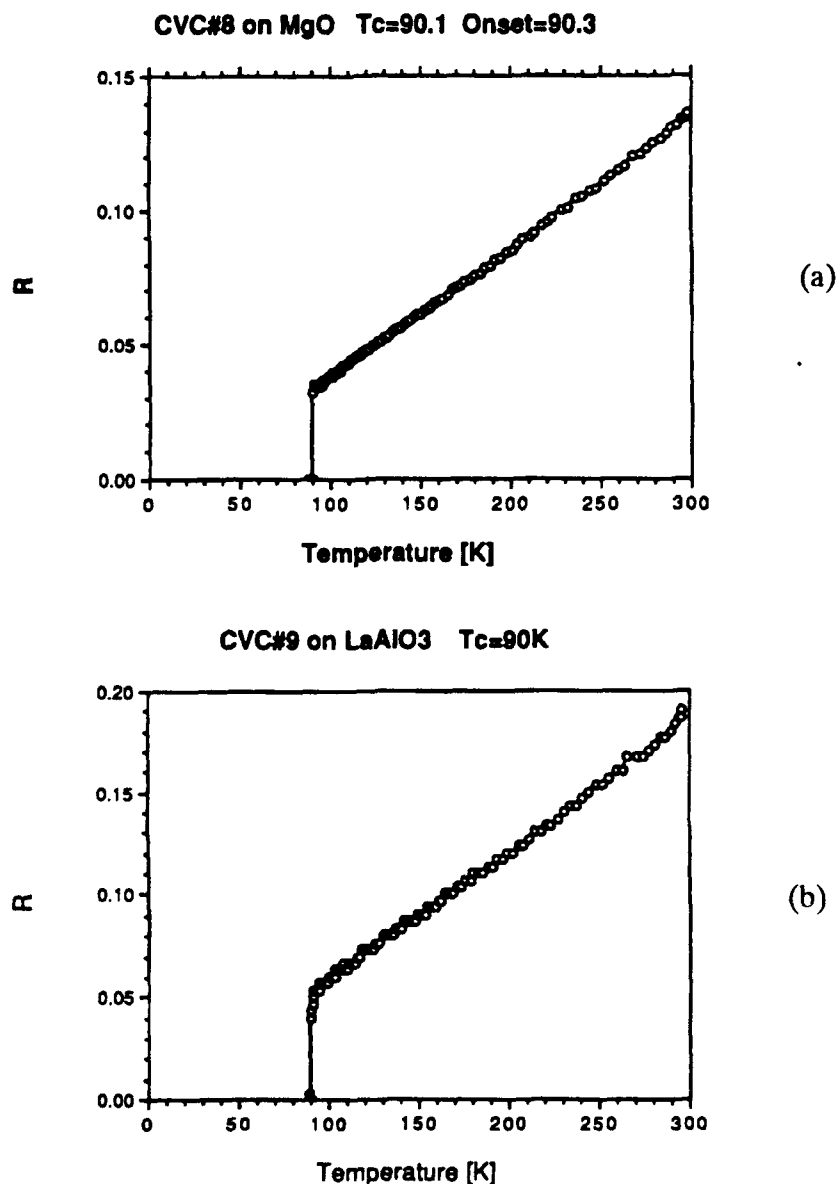 CVC#8 on MgO Tc=90.1 Onset=90.3
0.15
0.10
R
(a)
0.05
0.00
0 50 100 150 200 250 300
Temperature [K]
CVC#9 on LaAlO3 Tc=90K
0.20
0.15
0.10
R
(b)
0.05
0.00
0 50 100 150 200 250 300
Temperature [K]